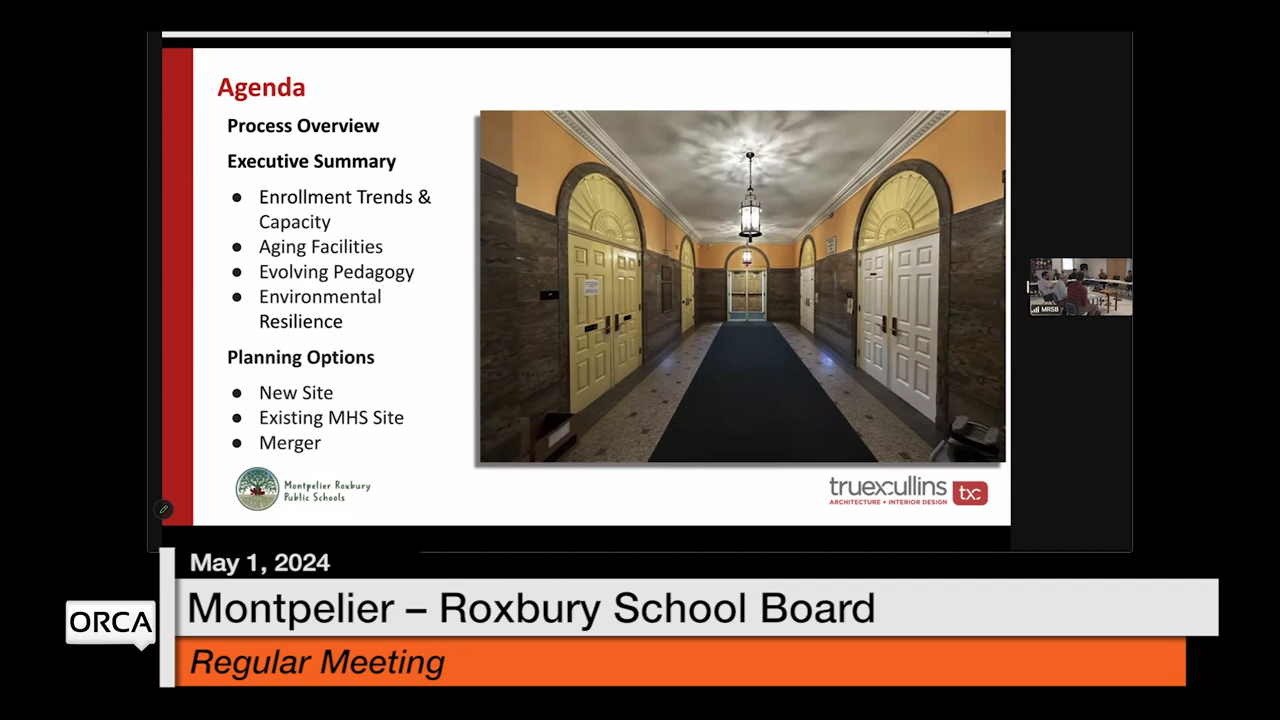 Agenda
Process Overview
Executive Summary
● Enrollment Trends &
Capacity
● Aging Facilities
● Evolving Pedagogy
● Environmental
Resilience
Planning Options
● New Site
● Existing MHS Site
● Merger
Montpelier Roxbury
Public Schools
truexcullins
ARCHITECTURE + INTERIOR DESIGN
txc
MRSB
May 1, 2024
ORCA
Montpelier – Roxbury School Board
Regular Meeting